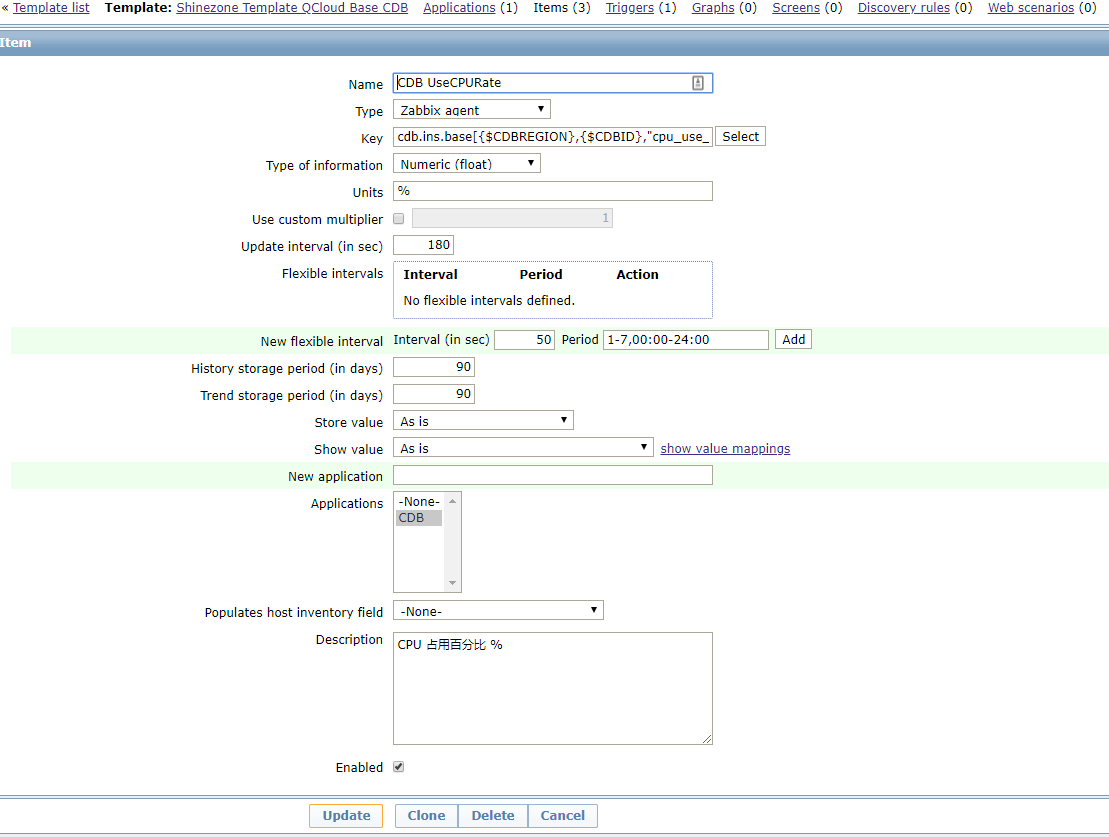 « Template list Template: Shinezone Template QCloud Base CDB Applications (1) Items (3) Triggers (1) Graphs (0) Screens (0) Discovery rules (0) Web scenarios (0)
Item
Name CDB UseCPURate
Type Zabbix agent
Key cdb.ins.base[{$CDBREGION},{$CDBID},"cpu_use_ Select
Type of information Numeric (float)
Units %
Use custom multiplier 1
Update interval (in sec) 180
Flexible intervals Interval Period Action
No flexible intervals defined.
New flexible interval Interval (in sec) 50 Period 1-7,00:00-24:00 Add
History storage period (in days) 90
Trend storage period (in days) 90
Store value As is
Show value As is show value mappings
New application
Applications -None-
CDB
Populates host inventory field -None-
Description CPU 占用百分比 %
Enabled
Update Clone Delete Cancel